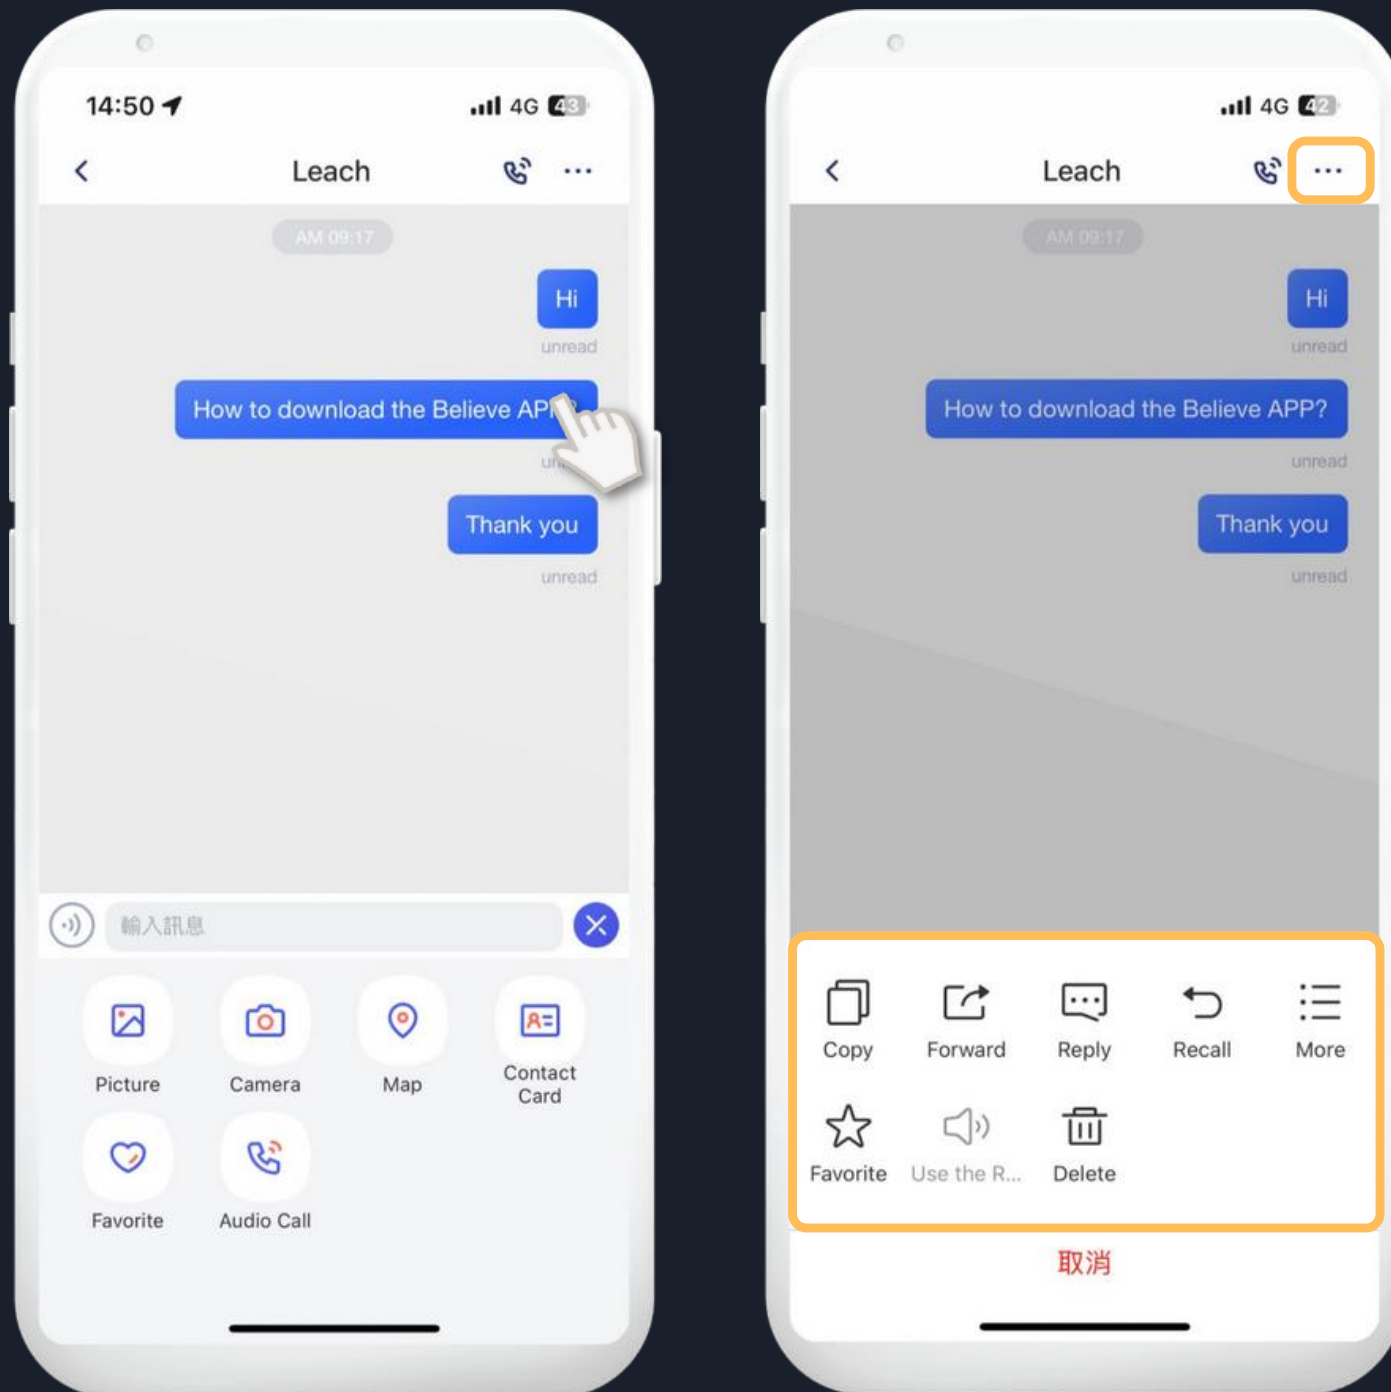 14:50
4G 43
Leach
AM 09:17
Hi
unread
How to download the Believe AP
unread
Thank you
unread
輸入訊息
Picture
Camera
Map
Contact
Card
Favorite
Audio Call
4G 42
Leach
AM 09:17
Hi
unread
How to download the Believe APP?
unread
Thank you
unread
Copy
Forward
Reply
Recall
More
Favorite
Use the R...
Delete
取消